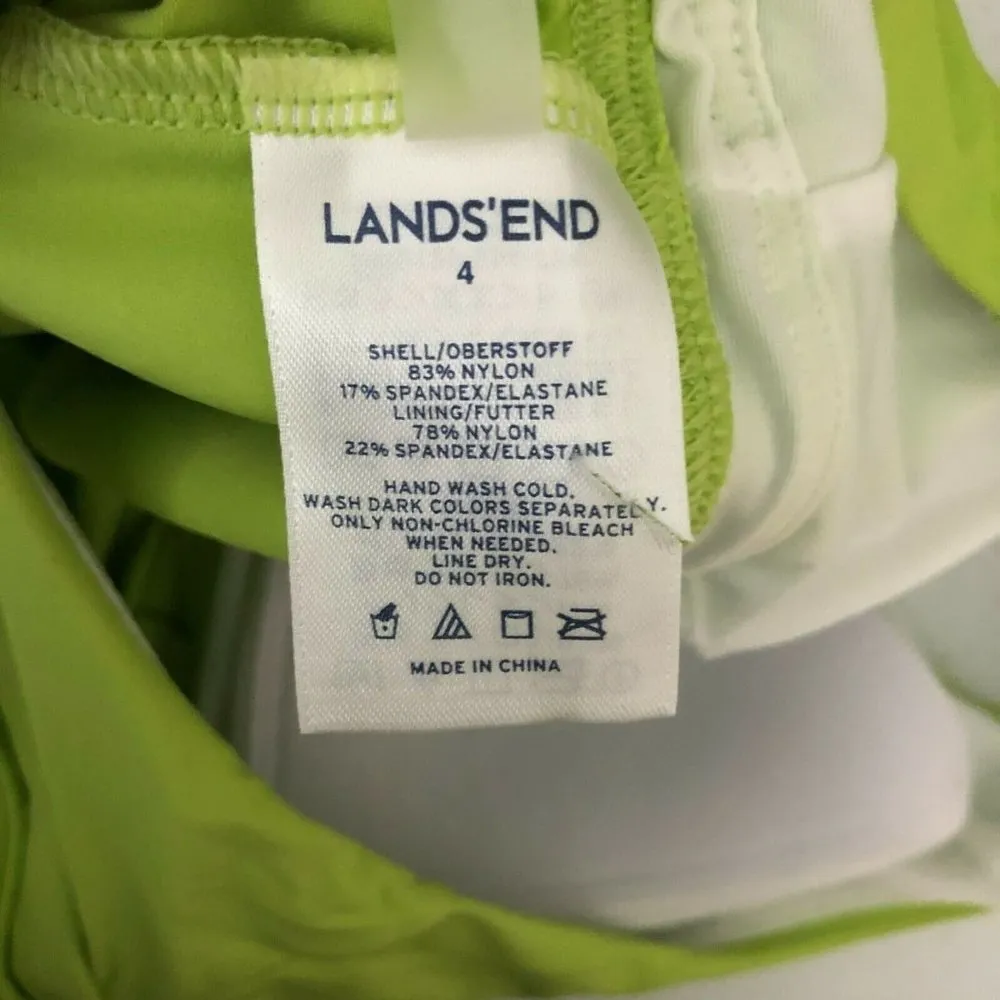 LANDS'END
4
SHELL/OBERSTOFF
83% NYLON
17% SPANDEX/ELASTANE
LINING/FUTTER
78% NYLON
22% SPANDEX/ELASTANE
HAND WASH COLD.
WASH DARK COLORS SEPARATELY.
ONLY NON-CHLORINE BLEACH
WHEN NEEDED.
LINE DRY.
DO NOT IRON.
MADE IN CHINA